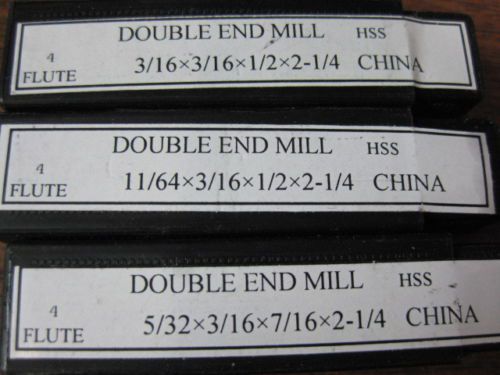 DOUBLE END MILL HSS
4
FLUTE 3/16×3/16×1/2×2-1/4 CHINA
DOUBLE END MILL HSS
4
FLUTE 11/64×3/16×1/2×2-1/4 CHINA
DOUBLE END MILL HSS
4
FLUTE 5/32×3/16×7/16×2-1/4 CHINA